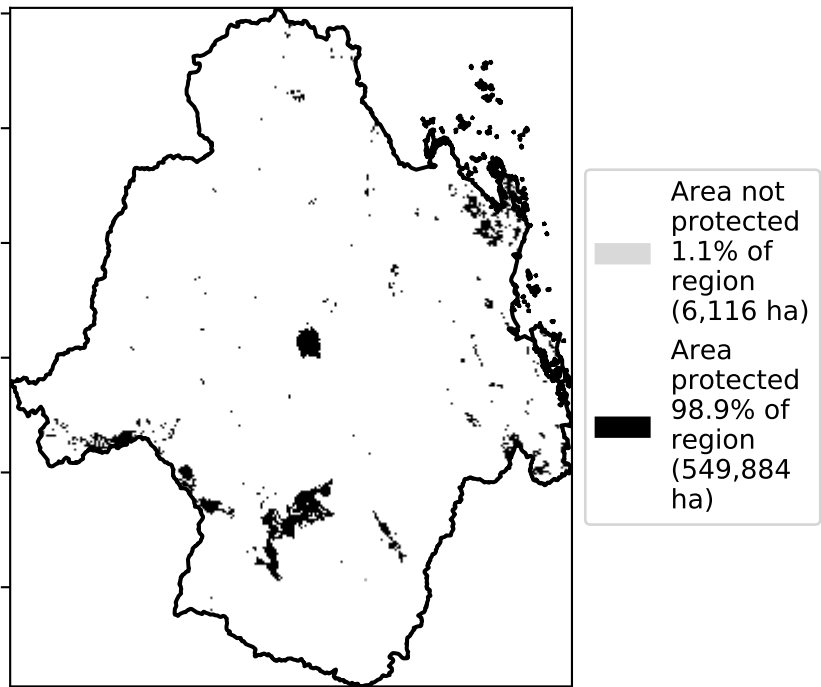 Area not
protected
1.1% of
region
(6,116 ha)
Area
protected
98.9% of
region
(549,884
ha)